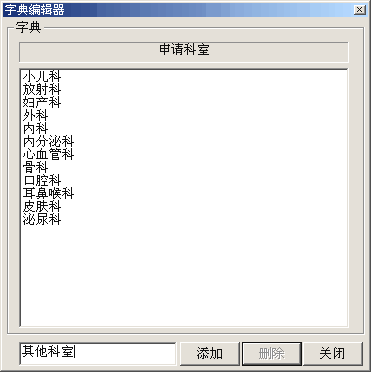 字典编辑器
字典
申请科室
小儿科
放射科
妇产科
外科
内科
内分泌科
心血管科
骨科
口腔科
耳鼻喉科
皮肤科
泌尿科
其他科室 添加 删除 关闭